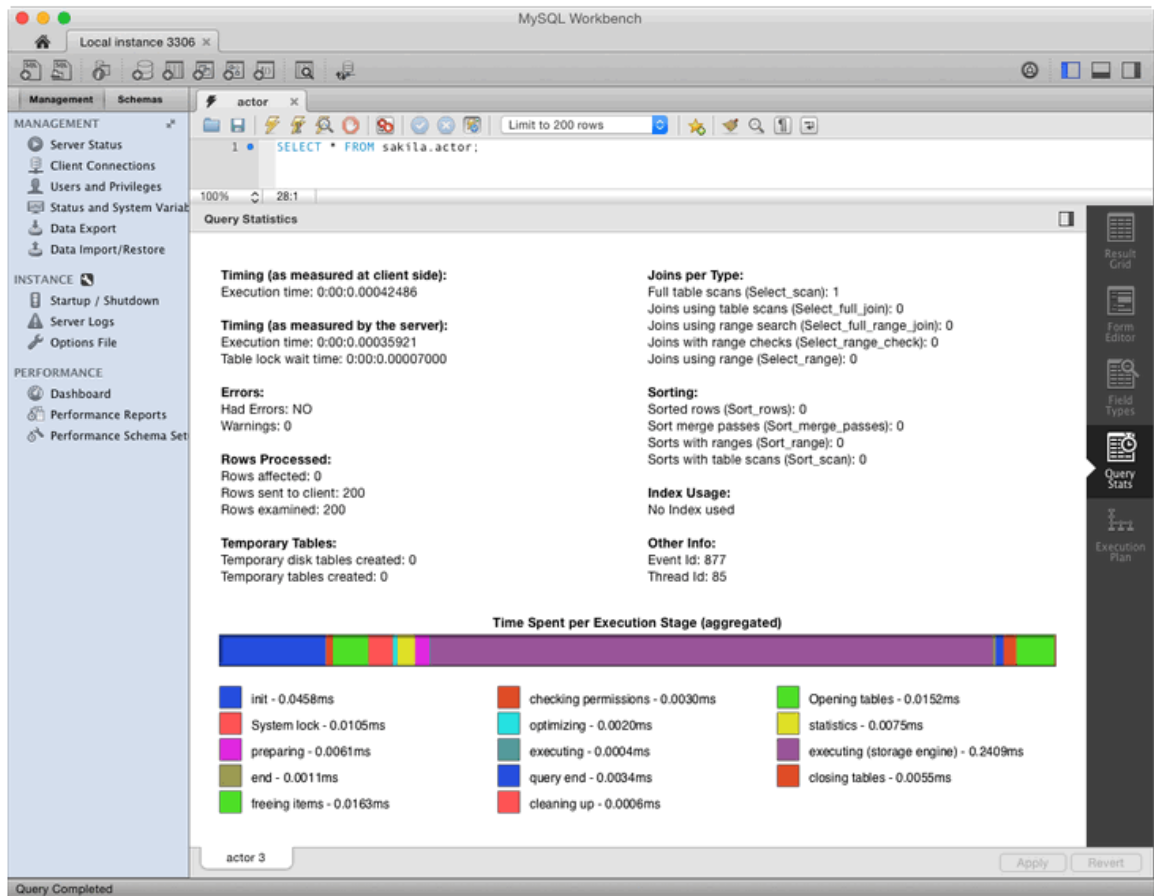 MySQL Workbench
Local instance 3306 ×
Management Schemas
actor ×
MANAGEMENT
Server Status
Client Connections
Users and Privileges
Status and System Variab
Data Export
Data Import/Restore
INSTANCE
Startup / Shutdown
Server Logs
Options File
PERFORMANCE
Dashboard
Performance Reports
Performance Schema Set
Limit to 200 rows
1 SELECT * FROM sakila.actor;
100% 28:1
Query Statistics
Timing (as measured at client side):
Execution time: 0:00:0.00042486
Timing (as measured by the server):
Execution time: 0:00:0.00035921
Table lock wait time: 0:00:0.00007000
Errors:
Had Errors: NO
Warnings: 0
Rows Processed:
Rows affected: 0
Rows sent to client: 200
Rows examined: 200
Temporary Tables:
Temporary disk tables created: 0
Temporary tables created: 0
Joins per Type:
Full table scans (Select_scan): 1
Joins using table scans (Select_full_join): 0
Joins using range search (Select_full_range_join): 0
Joins with range checks (Select_range_check): 0
Joins using range (Select_range): 0
Sorting:
Sorted rows (Sort_rows): 0
Sort merge passes (Sort_merge_passes): 0
Sorts with ranges (Sort_range): 0
Sorts with table scans (Sort_scan): 0
Index Usage:
No Index used
Other Info:
Event Id: 877
Thread Id: 85
Time Spent per Execution Stage (aggregated)
init - 0.0458ms
checking permissions - 0.0030ms
Opening tables - 0.0152ms
System lock - 0.0105ms
optimizing - 0.0020ms
statistics - 0.0075ms
preparing - 0.0061ms
executing - 0.0004ms
executing (storage engine) - 0.2409ms
end - 0.0011ms
query end - 0.0034ms
closing tables - 0.0055ms
freeing items - 0.0163ms
cleaning up - 0.0006ms
Result
Grid
Form
Editor
Field
Types
Query
Stats
Execution
Plan
actor 3
Apply Revert
Query Completed